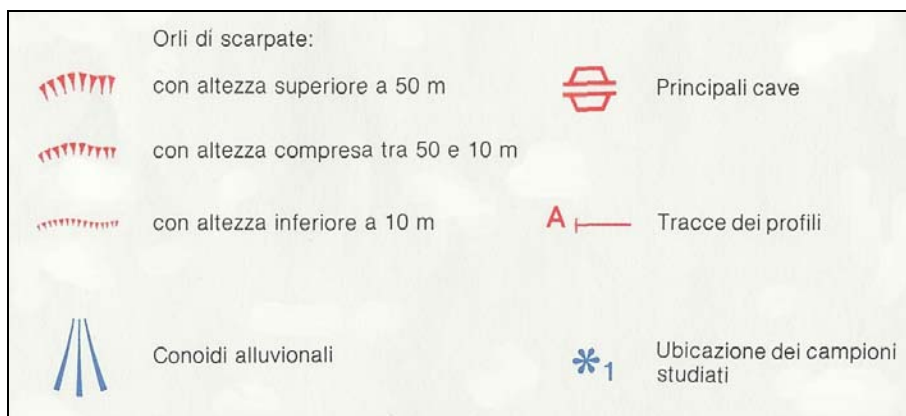 Orli di scarpate:
con altezza superiore a 50 m
con altezza compresa tra 50 e 10 m
con altezza inferiore a 10 m
Conoidi alluvionali
Principali cave
A
Tracce dei profili
1
Ubicazione dei campioni
studiati